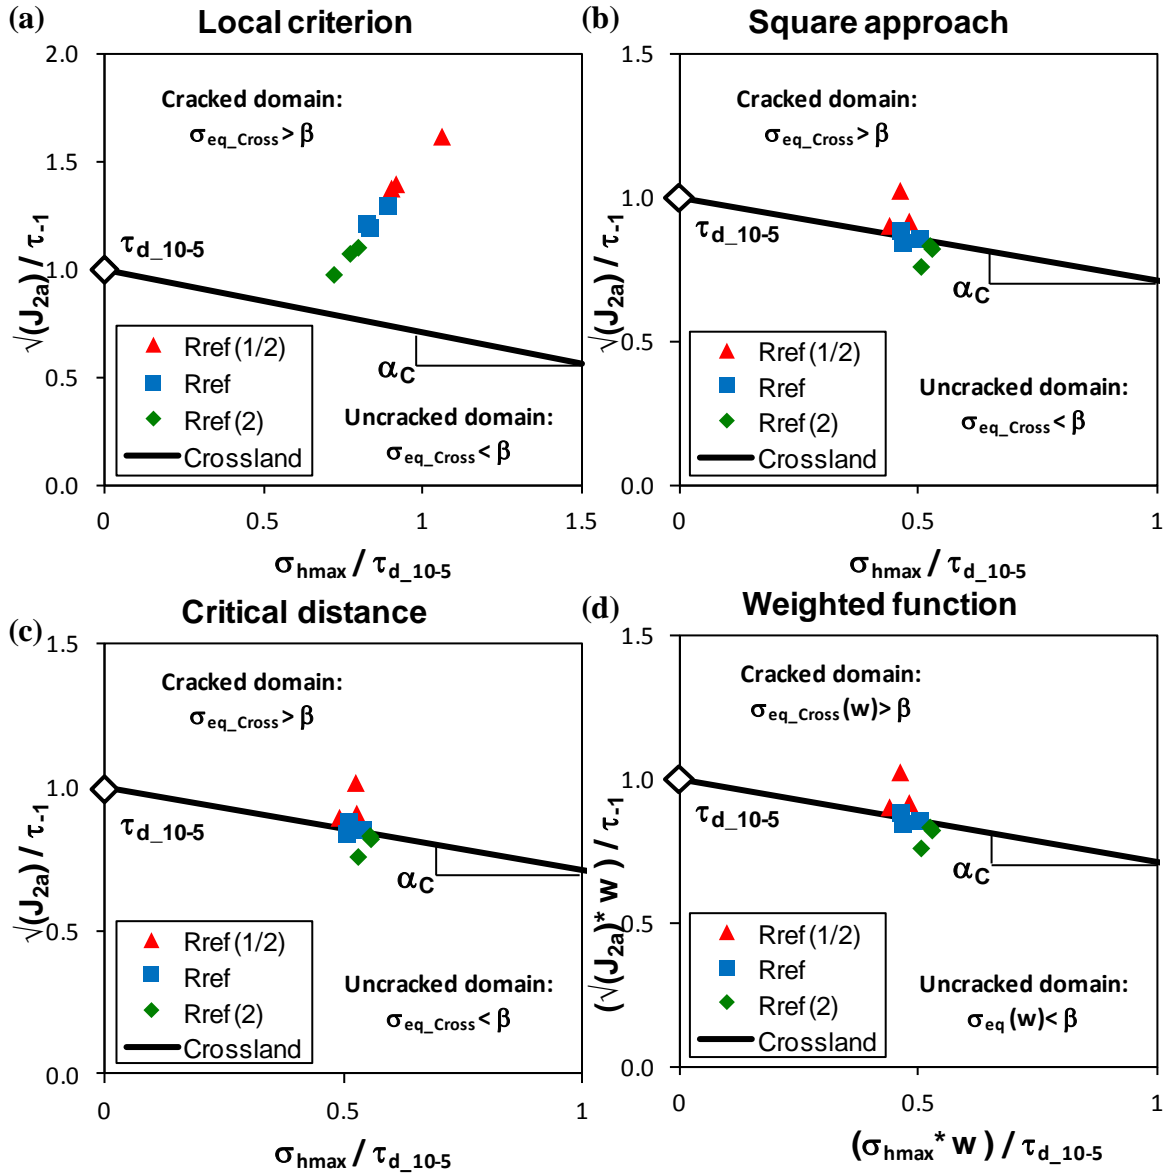 (a)
Local criterion
√(J2a) / τ-1
2.0
1.5
1.0
0.5
0.0
Cracked domain:
σeq_Cross > β
τd_10-5
αC
Rref (1/2)
Rref
Rref (2)
Crossland
Uncracked domain:
σeq_Cross < β
0
0.5
1
1.5
σhmax / τd_10-5
(b)
Square approach
√(J2a) / τ-1
1.5
1.0
0.5
0.0
Cracked domain:
σeq_Cross > β
τd_10-5
αC
Rref (1/2)
Rref
Rref (2)
Crossland
Uncracked domain:
σeq_Cross < β
0
0.5
1
σhmax / τd_10-5
(c)
Critical distance
√(J2a) / τ-1
1.5
1.0
0.5
0.0
Cracked domain:
σeq_Cross > β
τd_10-5
αC
Rref (1/2)
Rref
Rref (2)
Crossland
Uncracked domain:
σeq_Cross < β
0
0.5
1
σhmax / τd_10-5
(d)
Weighted function
(√(J2a)* w ) / τ-1
1.5
1.0
0.5
0.0
Cracked domain:
σeq_Cross (w) > β
τd_10-5
αC
Rref (1/2)
Rref
Rref (2)
Crossland
Uncracked domain:
σeq (w) < β
0
0.5
1
(σhmax* w ) / τd_10-5